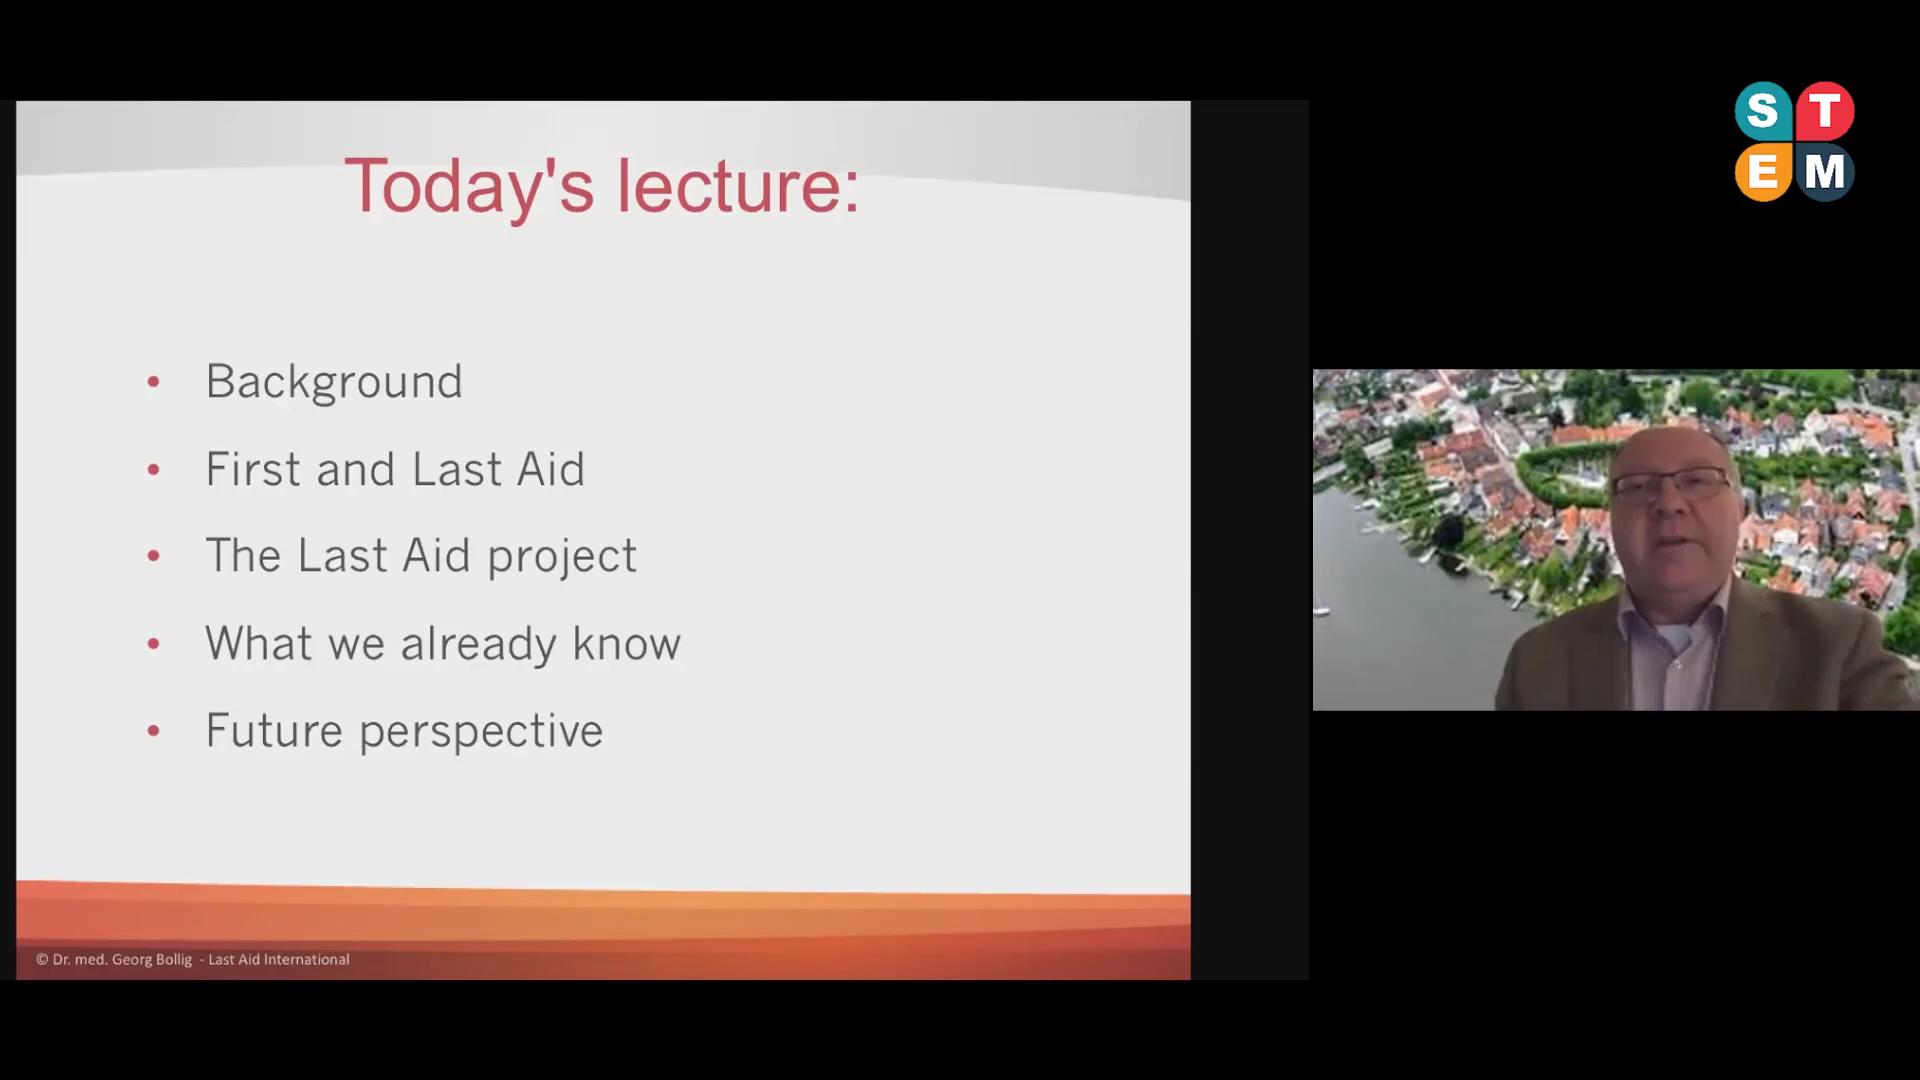 Today's lecture:
• Background
• First and Last Aid
• The Last Aid project
• What we already know
• Future perspective
© Dr. med. Georg Bollig - Last Aid International
S T
E M